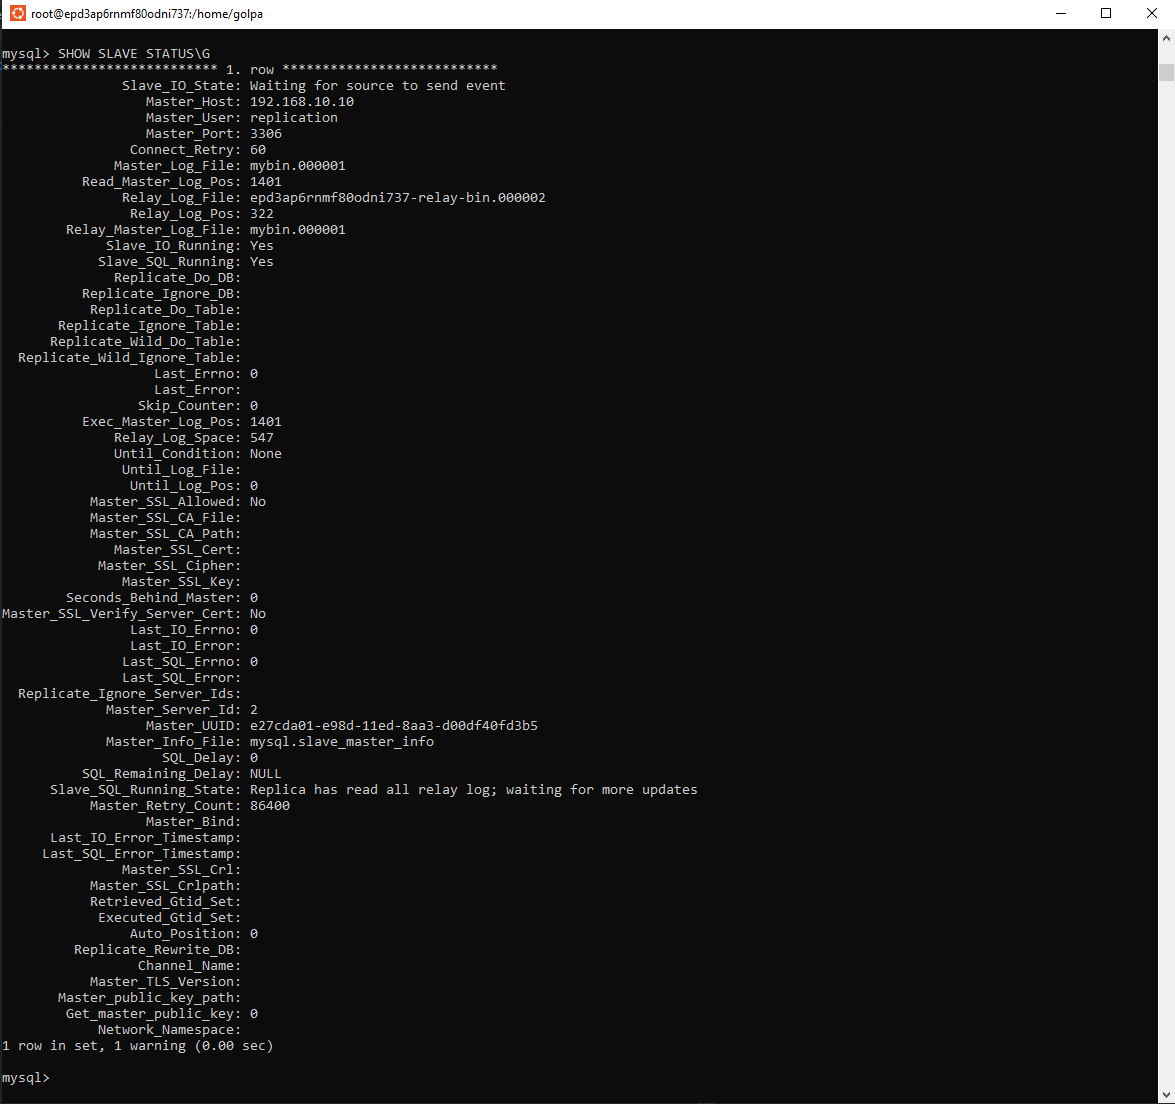 root@epd3ap6rnmf80odni737:/home/golpa
mysql> SHOW SLAVE STATUS\G
*************************** 1. row ***************************
Slave_IO_State: Waiting for source to send event
Master_Host: 192.168.10.10
Master_User: replication
Master_Port: 3306
Connect_Retry: 60
Master_Log_File: mybin.000001
Read_Master_Log_Pos: 1401
Relay_Log_File: epd3ap6rnmf80odni737-relay-bin.000002
Relay_Log_Pos: 322
Relay_Master_Log_File: mybin.000001
Slave_IO_Running: Yes
Slave_SQL_Running: Yes
Replicate_Do_DB:
Replicate_Ignore_DB:
Replicate_Do_Table:
Replicate_Ignore_Table:
Replicate_Wild_Do_Table:
Replicate_Wild_Ignore_Table:
Last_Errno: 0
Last_Error:
Skip_Counter: 0
Exec_Master_Log_Pos: 1401
Relay_Log_Space: 547
Until_Condition: None
Until_Log_File:
Until_Log_Pos: 0
Master_SSL_Allowed: No
Master_SSL_CA_File:
Master_SSL_CA_Path:
Master_SSL_Cert:
Master_SSL_Cipher:
Master_SSL_Key:
Seconds_Behind_Master: 0
Master_SSL_Verify_Server_Cert: No
Last_IO_Errno: 0
Last_IO_Error:
Last_SQL_Errno: 0
Last_SQL_Error:
Replicate_Ignore_Server_Ids:
Master_Server_Id: 2
Master_UUID: e27cda01-e98d-11ed-8aa3-d00df40fd3b5
Master_Info_File: mysql.slave_master_info
SQL_Delay: 0
SQL_Remaining_Delay: NULL
Slave_SQL_Running_State: Replica has read all relay log; waiting for more updates
Master_Retry_Count: 86400
Master_Bind:
Last_IO_Error_Timestamp:
Last_SQL_Error_Timestamp:
Master_SSL_Crl:
Master_SSL_Crlpath:
Retrieved_Gtid_Set:
Executed_Gtid_Set:
Auto_Position: 0
Replicate_Rewrite_DB:
Channel_Name:
Master_TLS_Version:
Master_public_key_path:
Get_master_public_key: 0
Network_Namespace:
1 row in set, 1 warning (0.00 sec)
mysql>